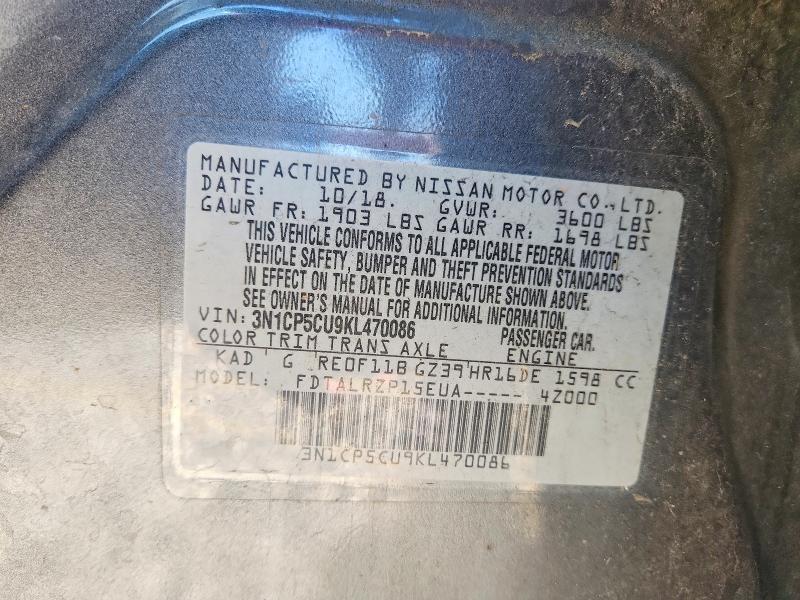 MANUFACTURED BY NISSAN MOTOR CO., LTD.
DATE: 10/18. GVWR: 3600 LBS
GAWR FR: 1903 LBS GAWR RR: 1698 LBS
THIS VEHICLE CONFORMS TO ALL APPLICABLE FEDERAL MOTOR
VEHICLE SAFETY, BUMPER AND THEFT PREVENTION STANDARDS
IN EFFECT ON THE DATE OF MANUFACTURE SHOWN ABOVE.
SEE OWNER'S MANUAL FOR ADDITIONAL INFORMATION.
VIN: 3N1CP5CU9KL470086 PASSENGER CAR.
COLOR TRIM TRANS AXLE ENGINE
KAD G RE0F11B GZ39 HR16DE 1598 CC
MODEL: FDTALRZP15EUA----- 4Z000
3N1CP5CU9KL470086